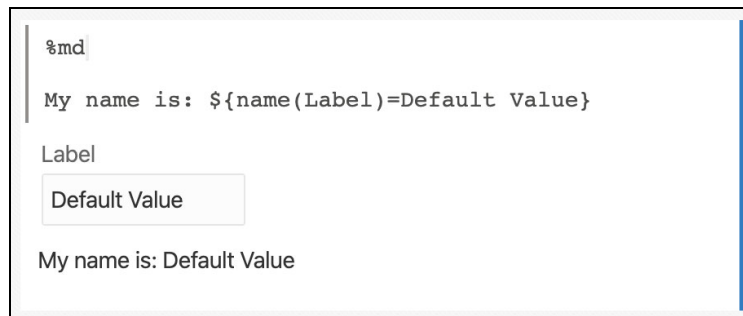 %md
My name is: ${name(Label)=Default Value}
Label
Default Value
My name is: Default Value